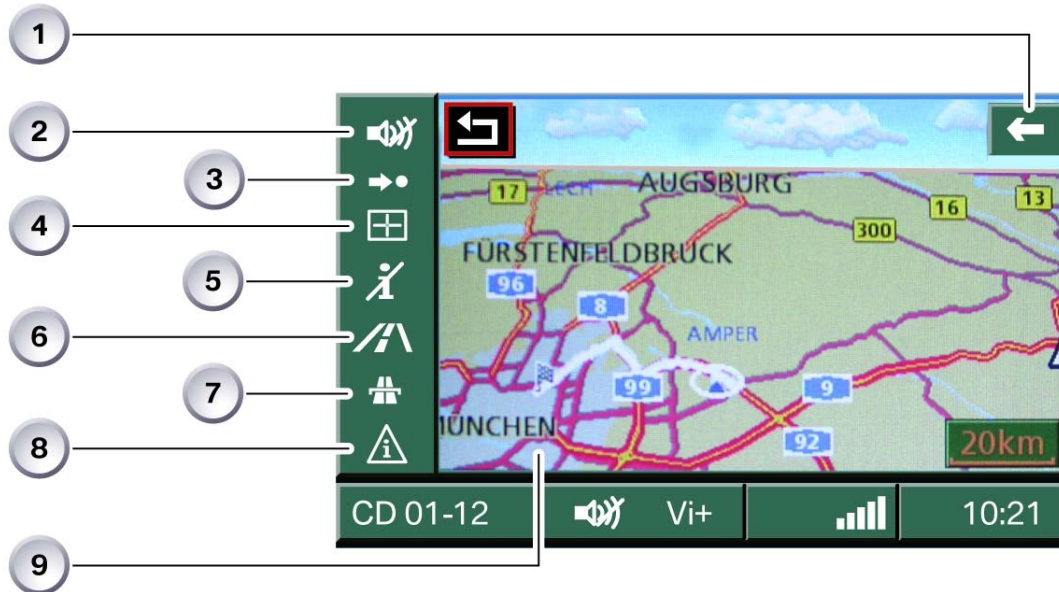 1
2
3
4
5
6
7
8
9
17
LECH
AUGSBURG
16
13
300
FÜRSTENFELDBRUCK
96
8
AMPER
99
9
MÜNCHEN
92
20km
CD 01-12
Vi+
10:21